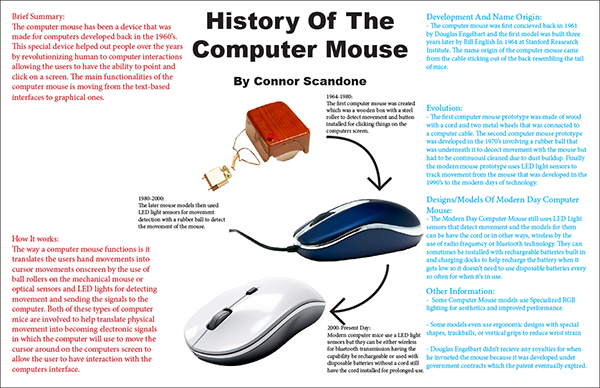 History Of The
Computer Mouse
By Connor Scandone
Brief Summary:
The computer mouse has been a device that was
made for computers developed back in the 1960's.
This special device helped out people over the years
by revolutionizing human to computer interactions
allowing the users to have the ability to point and
click on a screen. The main functionalities of the
computer mouse is moving from the text-based
interfaces to graphical ones.
How It works:
The way a computer mouse functions is it
translates the users hand movements into
cursor movements onscreen by the use of
ball rollers on the mechanical mouse or
optical sensors and LED lights for detecting
movement and sending the signals to the
computer. Both of these types of computer
mice are involved to help translate physical
movement into becoming electronic signals
in which the computer will use to move the
cursor around on the computers screen to
allow the user to have interaction with the
computers interface.
1964-1980:
The first computer mouse was created
which was a wooden box with a steel
roller to detect movement and button
installed for clicking things on the
computers screen.
1980-2000:
The later mouse models then used
LED light sensors for movement
detection with a rubber ball to detect
the movement of the mouse.
2000- Present Day:
Modern computer mice use a LED light
sensors but they can be either wireless
for bluetooth transmission having the
capability be rechargable or used with
disposable batteries without a cord still
have the cord installed for prolonged use.
Development And Name Origin:
- The computer mouse was first concieved back in 1961
by Douglas Engelbart and the first model was built three
years later by Bill English In 1964 at Stanford Reasearch
Institute. The name origin of the computer mouse came
from the cable sticking out of the back resembling the tail
of mice.
Evolution:
- The first computer mouse prototype was made of wood
with a cord and two metal wheels that was connected to
a computer cable. The second computer mouse prototype
was developed in the 1970's involving a rubber ball that
was underneath it to decect movement with the mouse but
had to be continuousl cleaned due to dust buildup. Finally
the modern mouse prototype uses LED light sensors to
track movement from the mouse that was developed in the
1990's to the modern days of technology.
Designs/Models Of Modern Day Computer
Mouse:
- The Modern Day Computer Mouse still uses LED Light
sensors that detect movement and the models for them
can be have the cord or in other ways, wireless by the
use of radio frequency or bluetooth technology. They can
sometimes be installed with rechargeable batteries built in
and charging docks to help recharge the battery when it
gets low so it doesn't need to use disposable batteries every
so often for when it's in use.
Other Information:
- Some Computer Mouse models use Specialized RGB
lighting for aesthetics and improved performance.
- Some models even use ergonomic designs with special
shapes, trackballs, or vertical grips to reduce wrist strain
- Douglas Engelbart didn't recieve any royalties for when
he invneted the mouse because it was developed under
government contracts which the patent eventually expired.